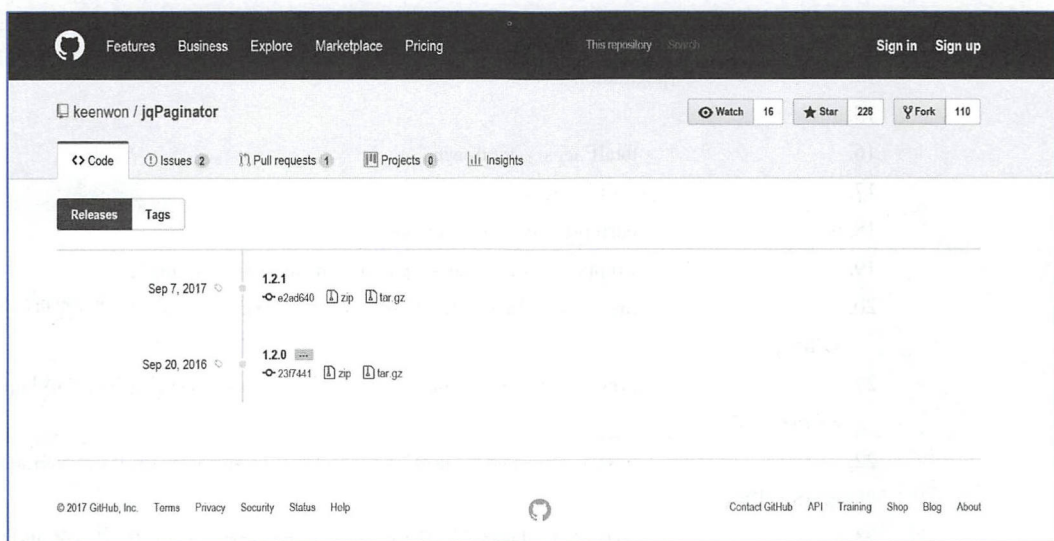 Features Business Explore Marketplace Pricing This repository Search Sign in Sign up
keenwon / jqPaginator Watch 16 Star 228 Fork 110
Code Issues 2 Pull requests 1 Projects 0 Insights
Releases Tags
Sep 7, 2017 1.2.1
e2ad640 zip tar.gz
Sep 20, 2016 1.2.0 ...
23f7441 zip tar.gz
© 2017 GitHub, Inc. Terms Privacy Security Status Help Contact GitHub API Training Shop Blog About